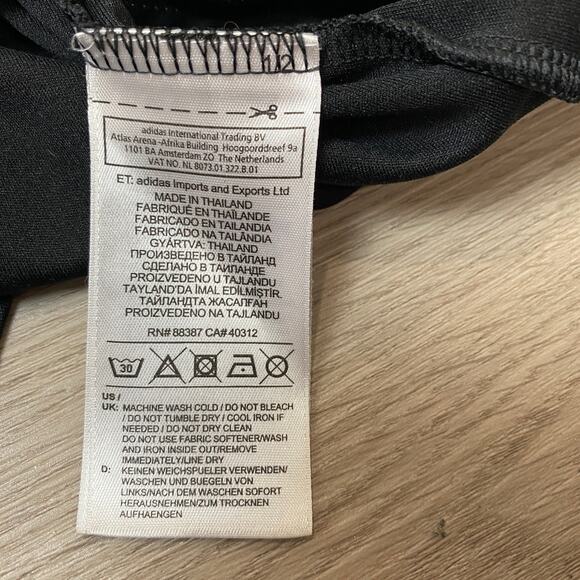 1/2
adidas International Trading BV
Atlas Arena -Afrika Building Hoogoorddreef 9a
1101 BA Amsterdam ZO The Netherlands
VAT NO. NL 8073.01.322.B.01
ET: adidas Imports and Exports Ltd
MADE IN THAILAND
FABRIQUÉ EN THAÏLANDE
FABRICADO EN TAILANDIA
FABRICADO NA TAILÂNDIA
GYÁRTVA: THAILAND
ПРОИЗВЕДЕНО В ТАЙЛАНД
СДЕЛАНО В ТАИЛАНДЕ
PROIZVEDENO U TAJLANDU
TAYLAND'DA İMAL EDİLMİŞTİR.
ТАЙЛАНДТА ЖАСАЛҒАН
PROIZVEDENO NA TAJLANDU
RN# 88387 CA# 40312
30
US /
UK: MACHINE WASH COLD / DO NOT BLEACH
/ DO NOT TUMBLE DRY / COOL IRON IF
NEEDED / DO NOT DRY CLEAN
DO NOT USE FABRIC SOFTENER/WASH
AND IRON INSIDE OUT/REMOVE
IMMEDIATELY/LINE DRY
D: KEINEN WEICHSPUELER VERWENDEN/
WASCHEN UND BUEGELN VON
LINKS/NACH DEM WASCHEN SOFORT
HERAUSNEHMEN/ZUM TROCKNEN
AUFHAENGEN